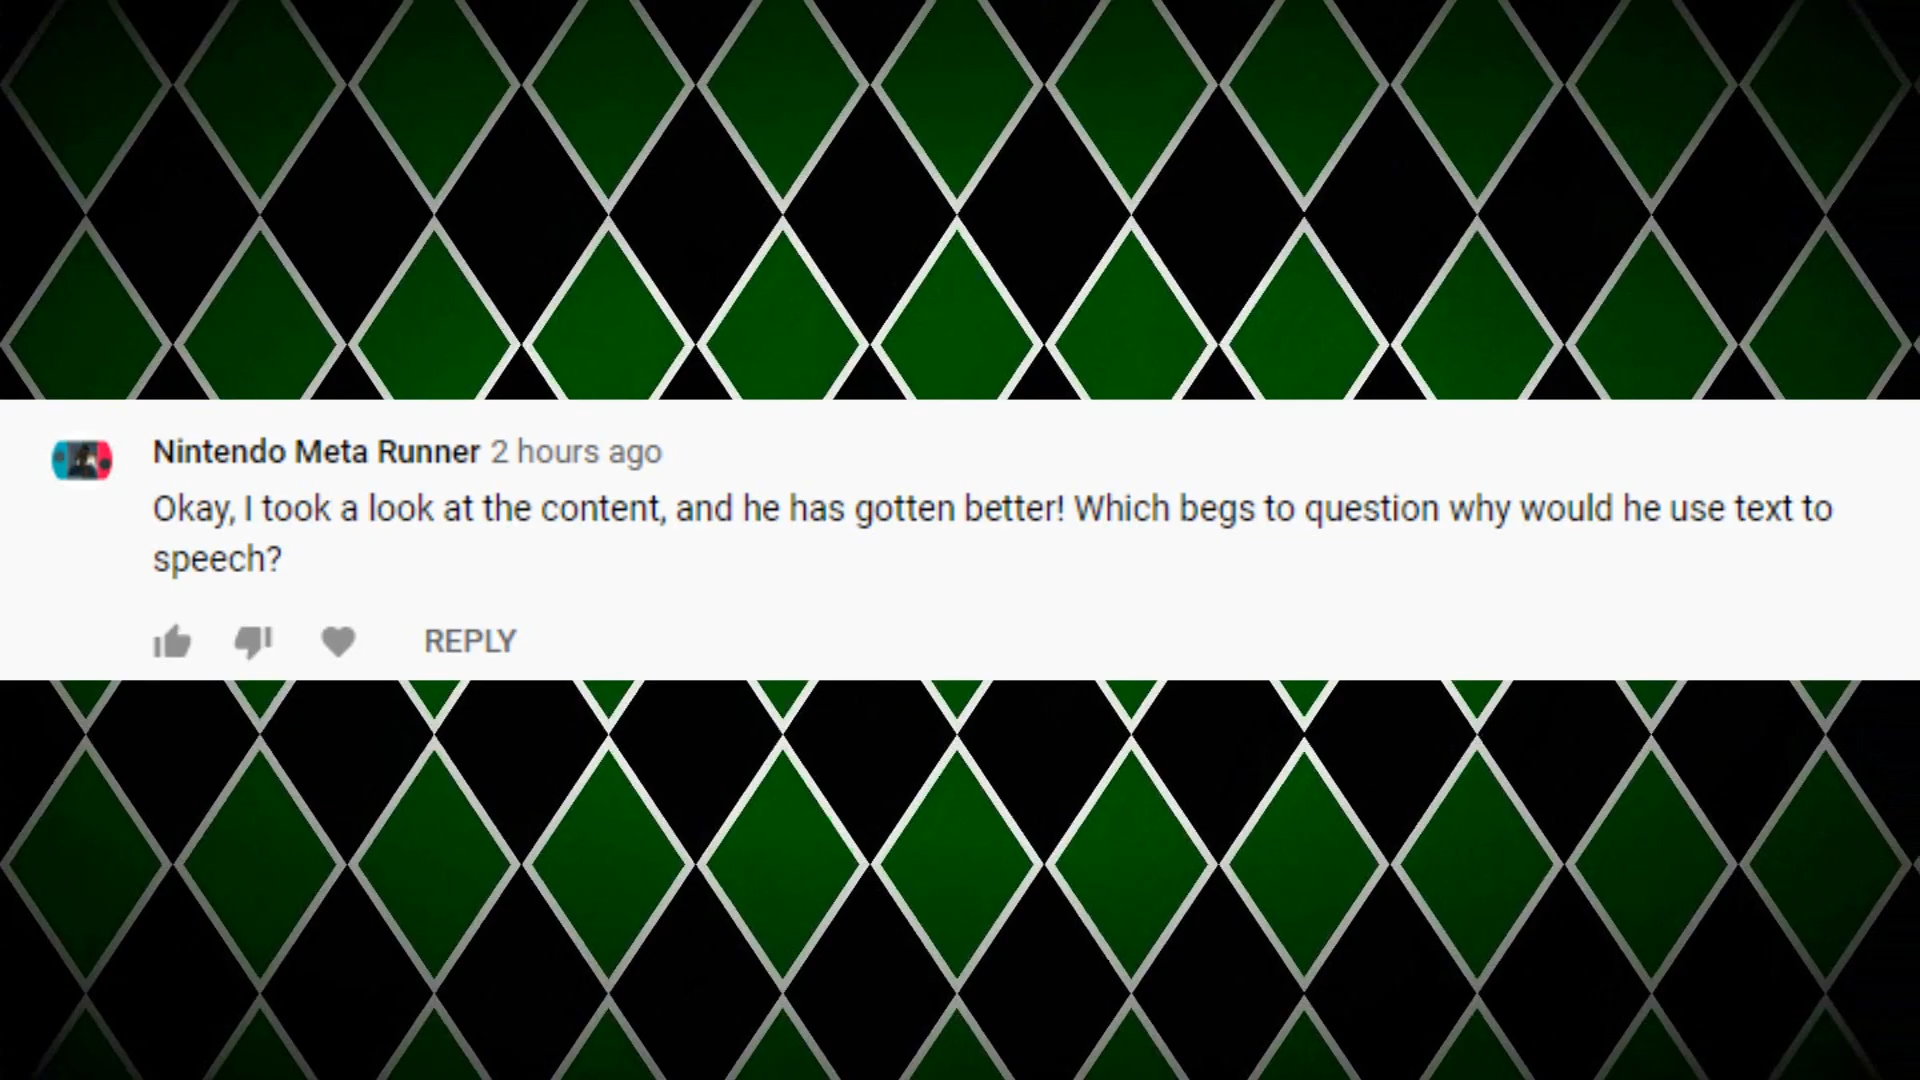 Nintendo Meta Runner 2 hours ago
Okay, I took a look at the content, and he has gotten better! Which begs to question why would he use text to
speech?
REPLY